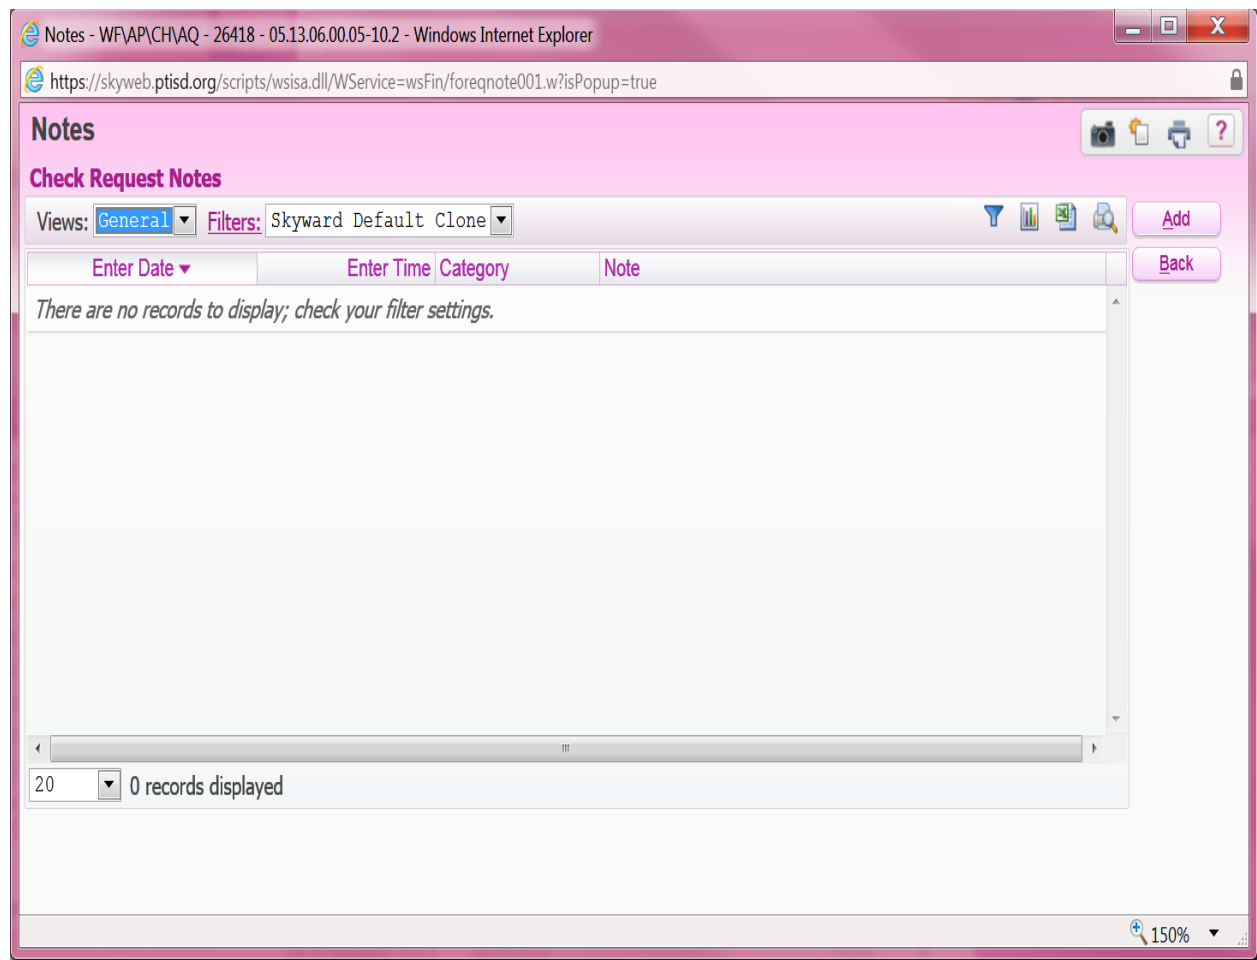 Notes - WF\AP\CH\AQ - 26418 - 05.13.06.00.05-10.2 - Windows Internet Explorer
X
https://skyweb.ptisd.org/scripts/wsisa.dll/WService=wsFin/foreqnote001.w?isPopup=true
Notes
?
Check Request Notes
Views: General Filters: Skyward Default Clone
Add
Enter Date Enter Time Category Note
Back
There are no records to display; check your filter settings.
20 0 records displayed
150%